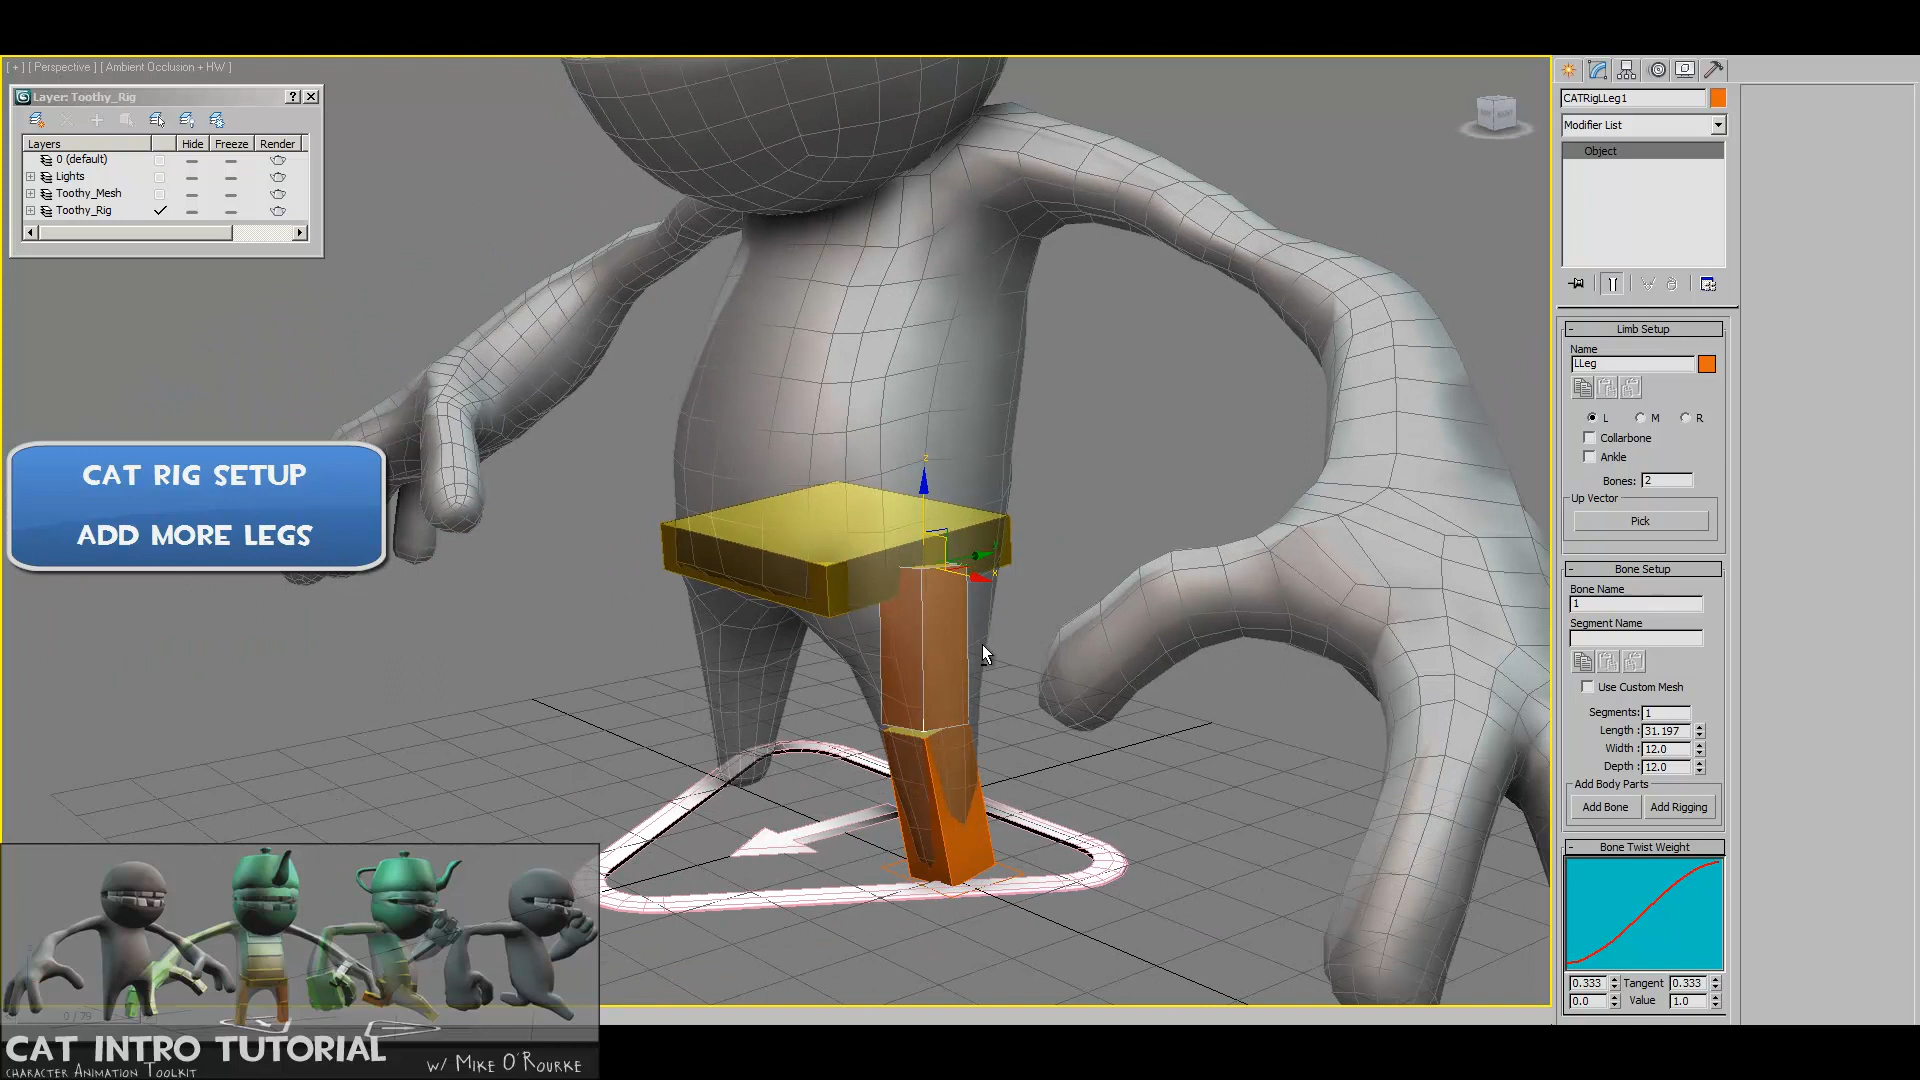 [ + ] [ Perspective ] [ Ambient Occlusion + HW ]
Layer: Toothy_Rig
?
Layers Hide Freeze Render
0 (default)
Lights
Toothy_Mesh
Toothy_Rig
CAT RIG SETUP
ADD MORE LEGS
z
x
0 / 79
CAT INTRO TUTORIAL
CHARACTER ANIMATION TOOLKIT
W/ MIKE O'ROURKE
CATRigLLeg1
Modifier List
Object
- Limb Setup
Name
LLeg
L M R
Collarbone
Ankle
Bones: 2
Up Vector
Pick
- Bone Setup
Bone Name
1
Segment Name
Use Custom Mesh
Segments: 1
Length : 31.197
Width : 12.0
Depth : 12.0
Add Body Parts
Add Bone Add Rigging
- Bone Twist Weight
0.333 Tangent 0.333
0.0 Value 1.0